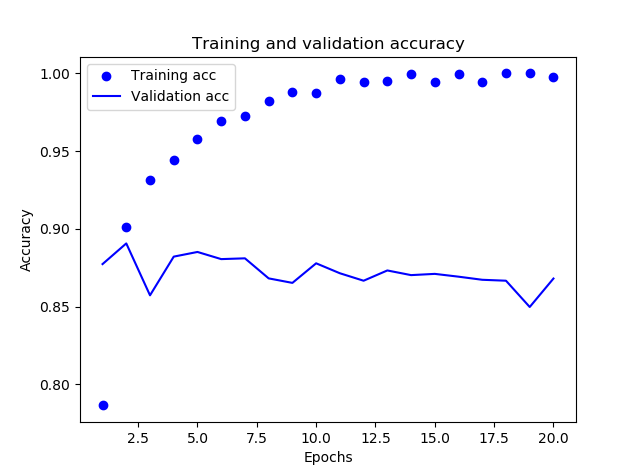 Training and validation accuracy
Training acc
Validation acc
1.00
0.95
0.90
0.85
0.80
Accuracy
2.5 5.0 7.5 10.0 12.5 15.0 17.5 20.0
Epochs